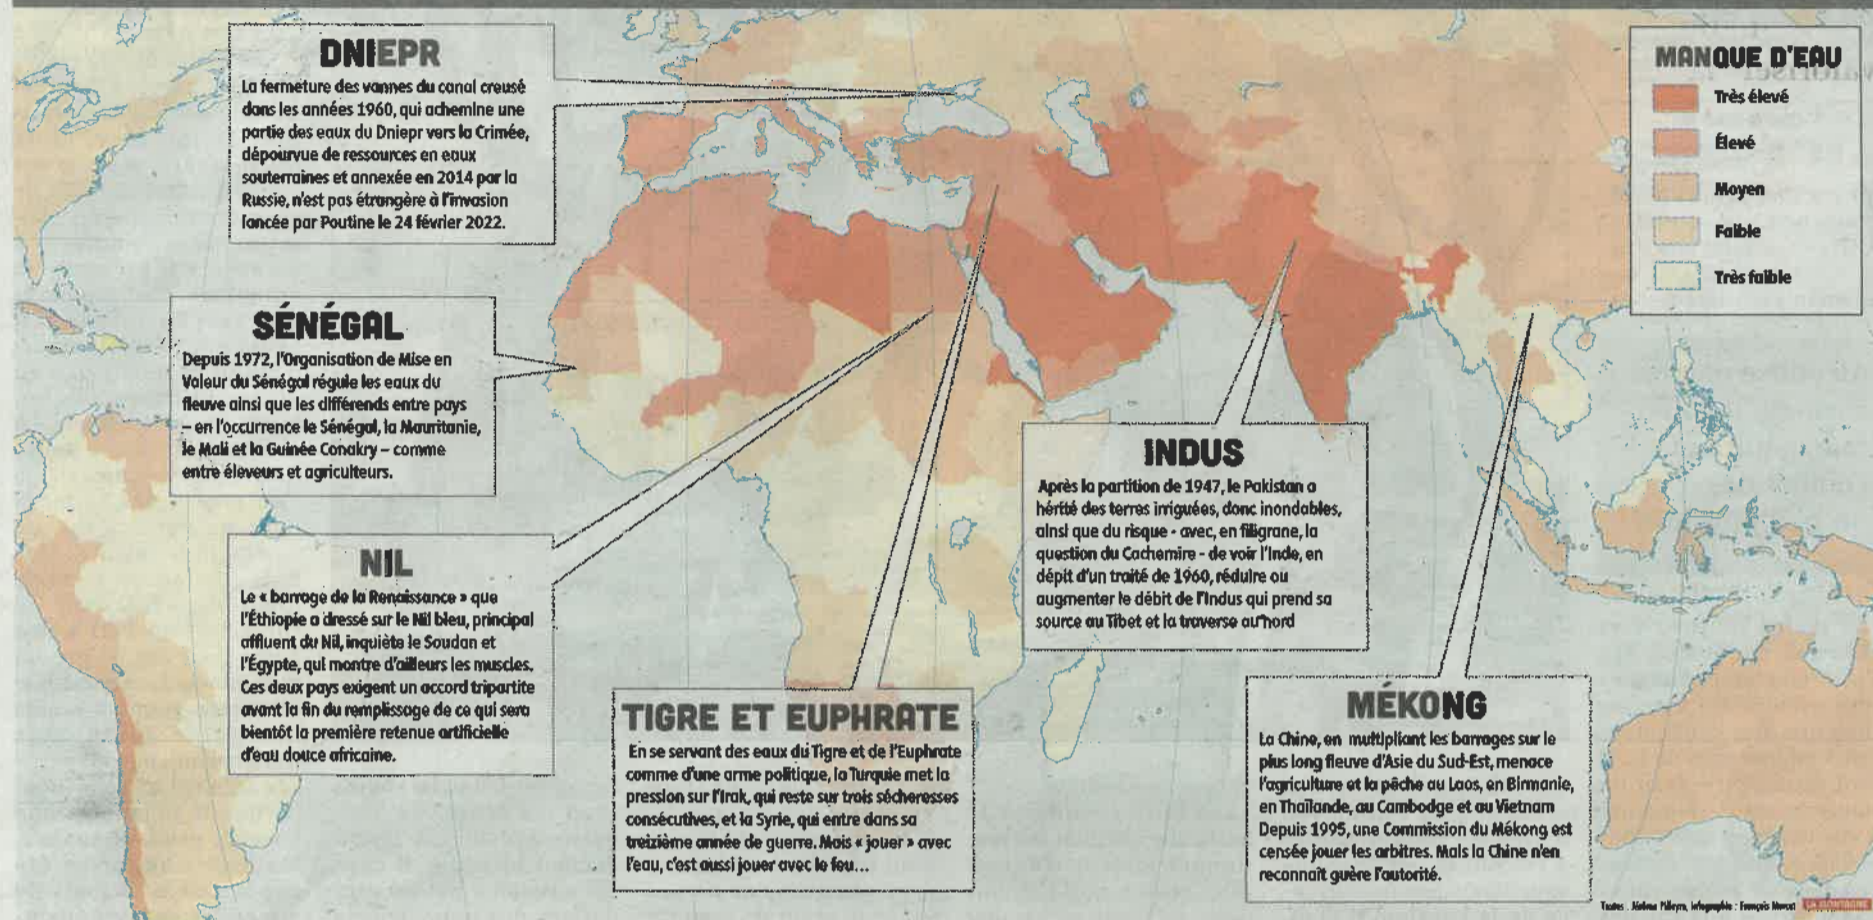 DNIEPR
La fermeture des vannes du canal creusé
dans les années 1960, qui achemine une
partie des eaux du Dniepr vers la Crimée,
dépourvue de ressources en eaux
souterraines et annexée en 2014 par la
Russie, n'est pas étrangère à l'invasion
lancée par Poutine le 24 février 2022.
MANQUE D'EAU
Très élevé
Élevé
Moyen
Faible
Très faible
SÉNÉGAL
Depuis 1972, l'Organisation de Mise en
Valeur du Sénégal régule les eaux du
fleuve ainsi que les différends entre pays
– en l'occurrence le Sénégal, la Mauritanie,
le Mali et la Guinée Conakry – comme
entre éleveurs et agriculteurs.
NIL
Le « barrage de la Renaissance » que
l'Éthiopie a dressé sur le Nil bleu, principal
affluent du Nil, inquiète le Soudan et
l'Égypte, qui montre d'ailleurs les muscles.
Ces deux pays exigent un accord tripartite
avant la fin du remplissage de ce qui sera
bientôt la première retenue artificielle
d'eau douce africaine.
TIGRE ET EUPHRATE
En se servant des eaux du Tigre et de l'Euphrate
comme d'une arme politique, la Turquie met la
pression sur l'Irak, qui reste sur trois sécheresses
consécutives, et la Syrie, qui entre dans sa
treizième année de guerre. Mais « jouer » avec
l'eau, c'est aussi jouer avec le feu...
INDUS
Après la partition de 1947, le Pakistan a
hérité des terres irriguées, donc inondables,
ainsi que du risque - avec, en filigrane, la
question du Cachemire - de voir l'Inde, en
dépit d'un traité de 1960, réduire ou
augmenter le débit de l'Indus qui prend sa
source au Tibet et la traverse au nord
MÉKONG
La Chine, en multipliant les barrages sur le
plus long fleuve d'Asie du Sud-Est, menace
l'agriculture et la pêche au Laos, en Birmanie,
en Thaïlande, au Cambodge et au Vietnam
Depuis 1995, une Commission du Mékong est
censée jouer les arbitres. Mais la Chine n'en
reconnaît guère l'autorité.
Textes : Jérôme Pilleyre, infographie : François LA MONTAGNE